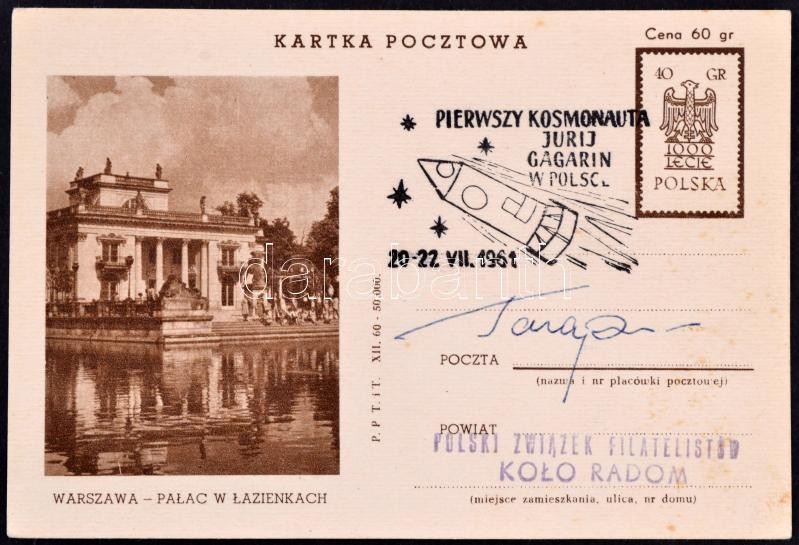 KARTKA POCZTOWA
Cena 60 gr
40 GR
1000
LECIE
POLSKA
PIERWSZY KOSMONAUTA
JURIJ
GAGARIN
W POLSC
20-22 VII. 1961
darabanth
P. P. T. i T. XII. 60 - 50.000.
POCZTA
(nazwa i nr placówki pocztowej)
POWIAT
POLSKI ZWIĄZEK FILATELISTÓW
KOŁO RADOM
(miejsce zamieszkania, ulica, nr domu)
WARSZAWA – PAŁAC W ŁAZIENKACH